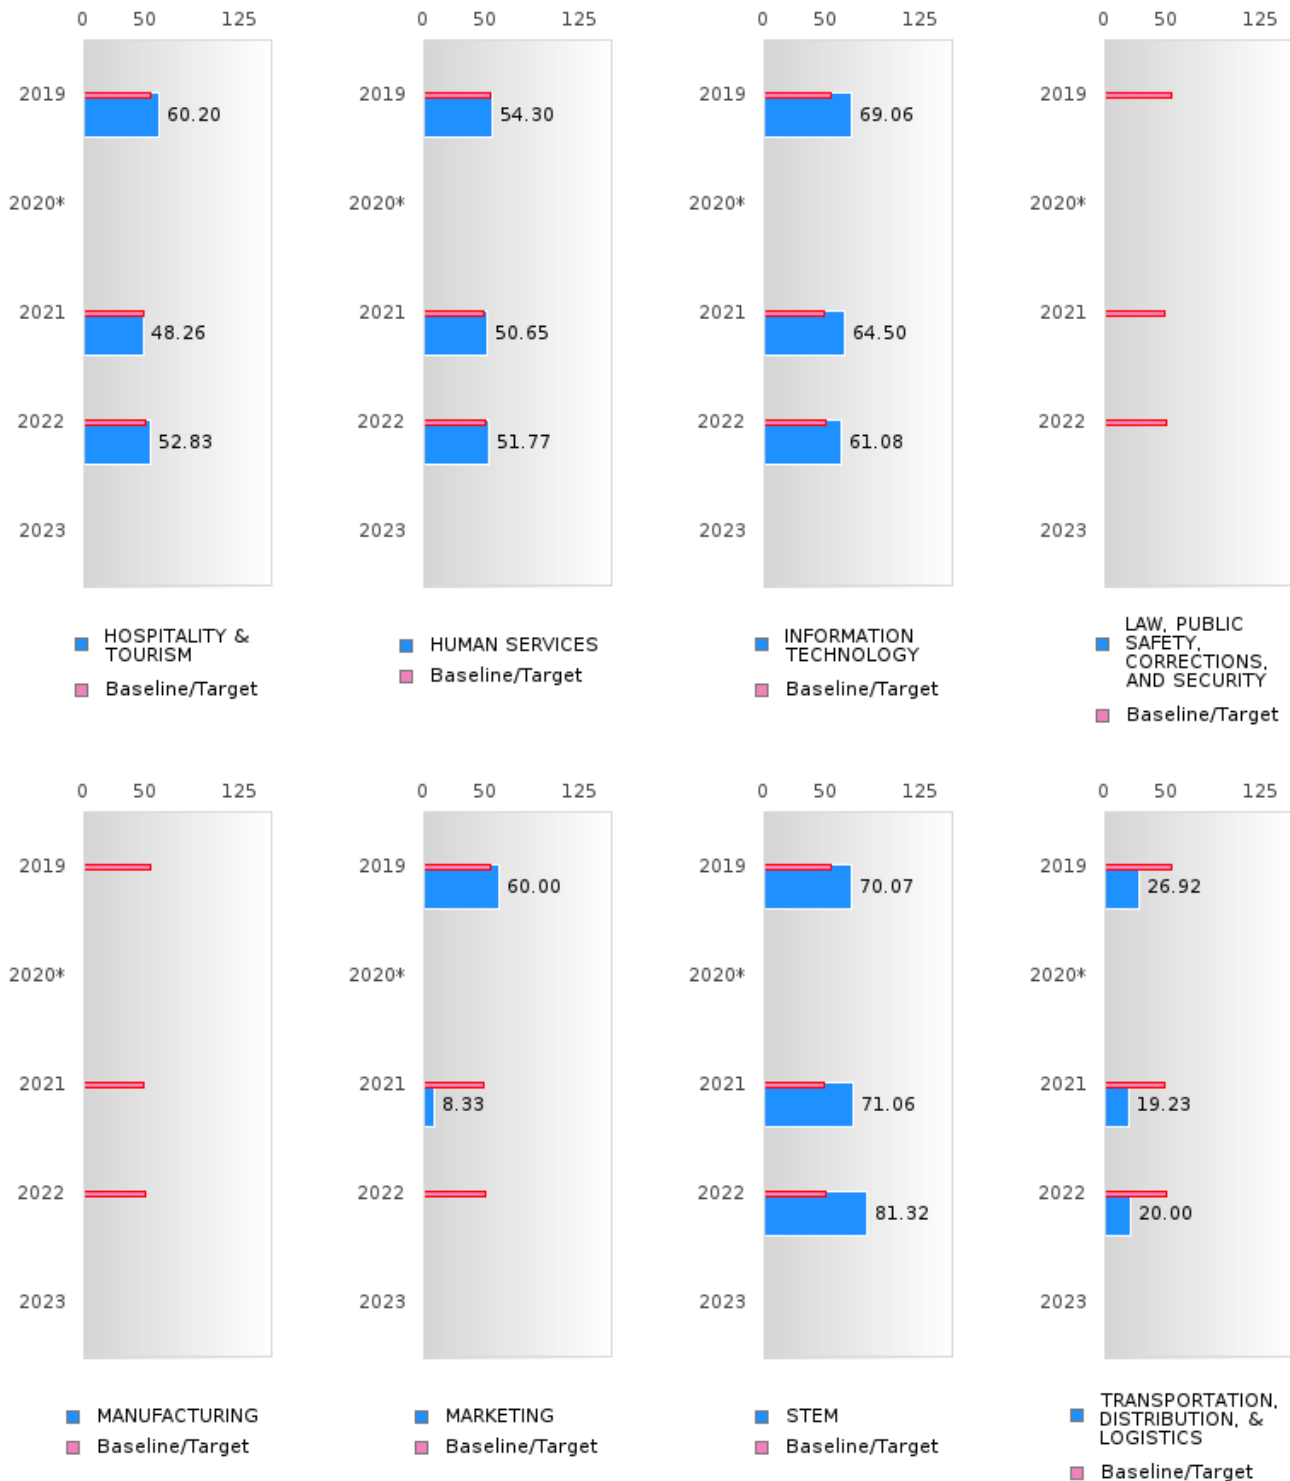 0 50 125
2019
60.20
2020*
2021
48.26
2022
52.83
2023
HOSPITALITY &
TOURISM
Baseline/Target
0 50 125
2019
54.30
2020*
2021
50.65
2022
51.77
2023
HUMAN SERVICES
Baseline/Target
0 50 125
2019
69.06
2020*
2021
64.50
2022
61.08
2023
INFORMATION
TECHNOLOGY
Baseline/Target
0 50 125
2019
2020*
2021
2022
2023
LAW, PUBLIC
SAFETY,
CORRECTIONS,
AND SECURITY
Baseline/Target
0 50 125
2019
2020*
2021
2022
2023
MANUFACTURING
Baseline/Target
0 50 125
2019
60.00
2020*
2021
8.33
2022
2023
MARKETING
Baseline/Target
0 50 125
2019
70.07
2020*
2021
71.06
2022
81.32
2023
STEM
Baseline/Target
0 50 125
2019
26.92
2020*
2021
19.23
2022
20.00
2023
TRANSPORTATION,
DISTRIBUTION, &
LOGISTICS
Baseline/Target